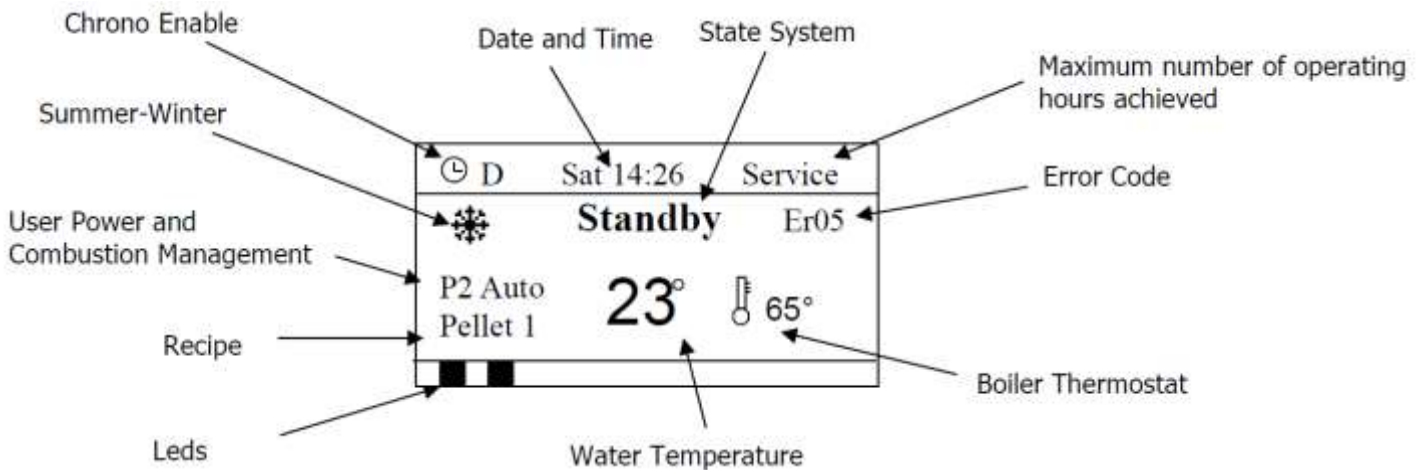 Chrono Enable
Date and Time
State System
Maximum number of operating
hours achieved
Summer-Winter
D Sat 14:26 Service
Error Code
User Power and
Combustion Management
Standby Er05
P2 Auto
23° 65°
Pellet 1
Recipe
Boiler Thermostat
Leds
Water Temperature